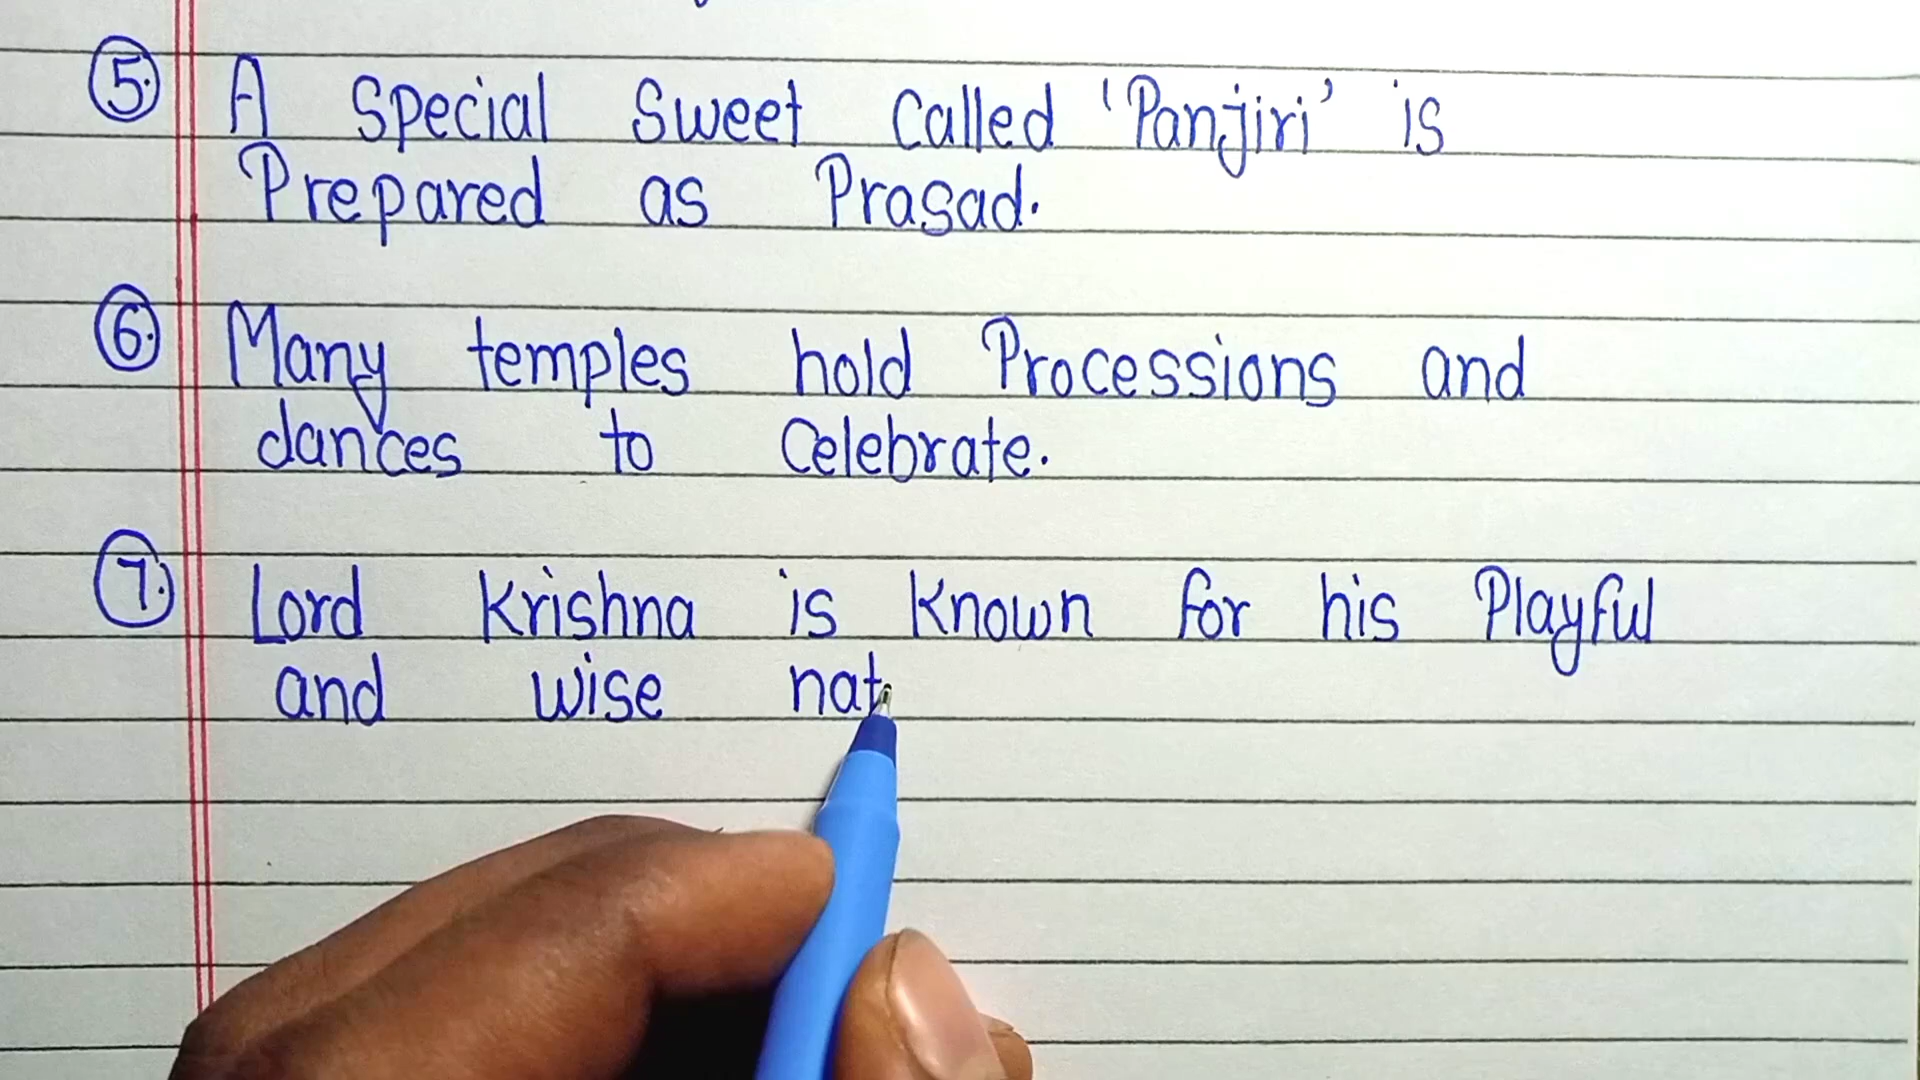 5. A special sweet called 'Panjiri' is
Prepared as Prasad.
6. Many temples hold Processions and
dances to Celebrate.
7. Lord Krishna is known for his Playful
and wise nat